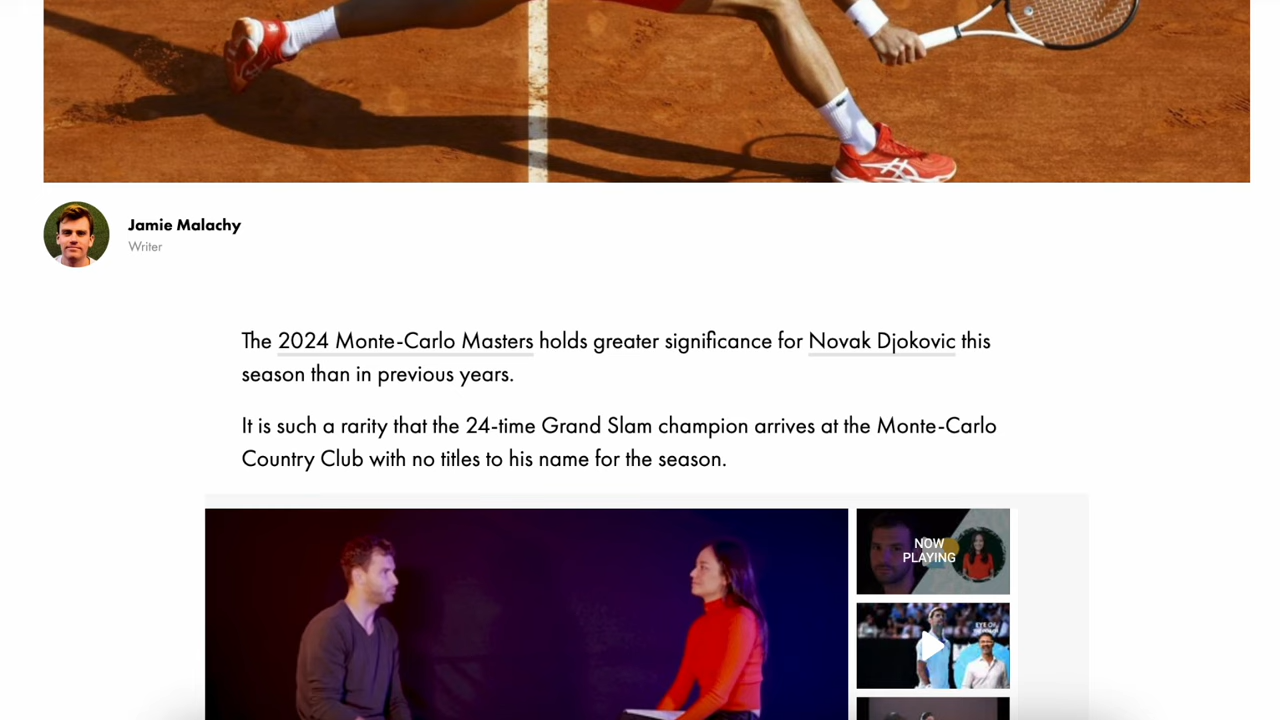 Jamie Malachy
Writer
The 2024 Monte-Carlo Masters holds greater significance for Novak Djokovic this
season than in previous years.
It is such a rarity that the 24-time Grand Slam champion arrives at the Monte-Carlo
Country Club with no titles to his name for the season.
NOW
PLAYING